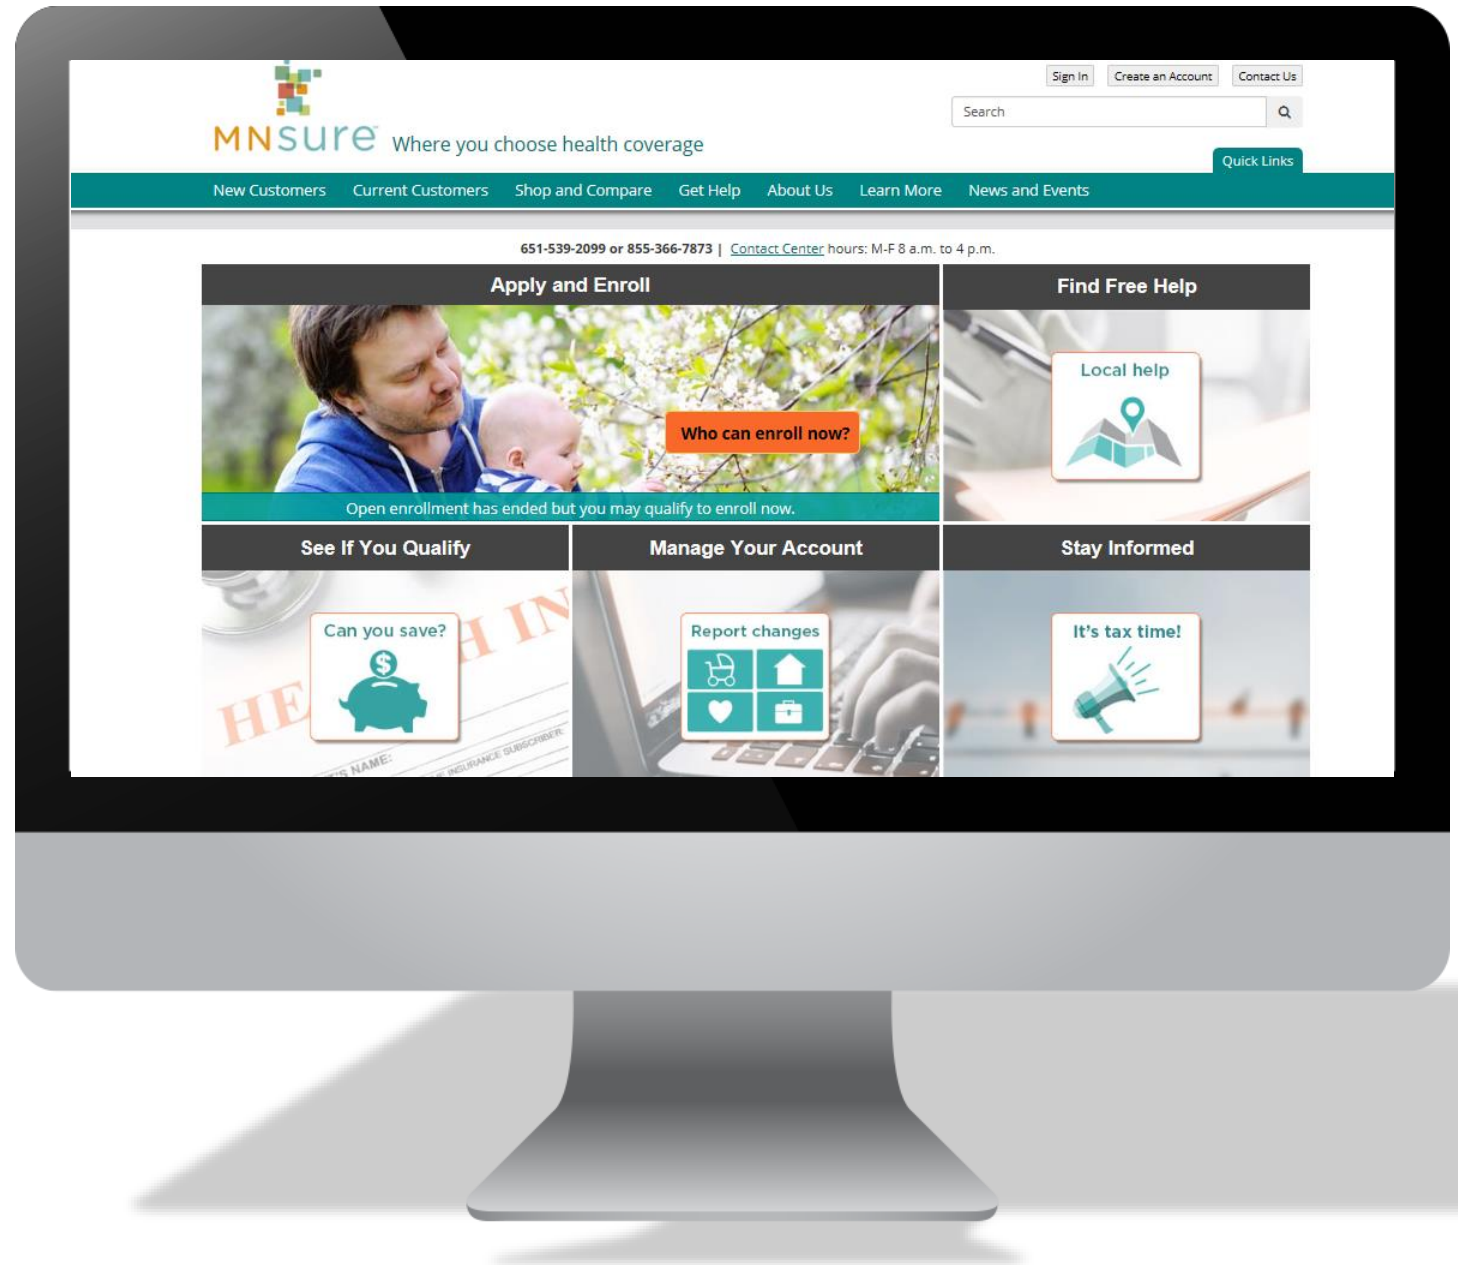 Sign In Create an Account Contact Us
Search
MNSURE Where you choose health coverage
Quick Links
New Customers Current Customers Shop and Compare Get Help About Us Learn More News and Events
651-539-2099 or 855-366-7873 | Contact Center hours: M-F 8 a.m. to 4 p.m.
Apply and Enroll
Find Free Help
Local help
Who can enroll now?
Open enrollment has ended but you may qualify to enroll now.
See If You Qualify
Manage Your Account
Stay Informed
Can you save?
$
Report changes
It's tax time!
NAME:
INSURANCE SUBSCRIBER: